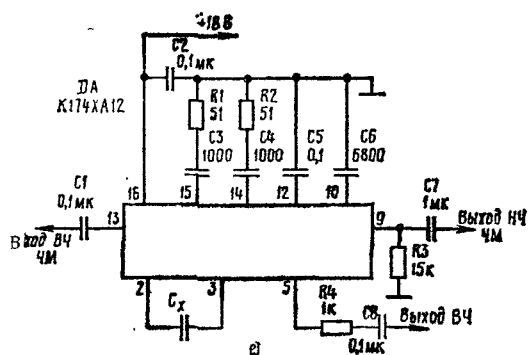 +18В
C2
0,1мк
DA
К174ХА12
R1
51
R2
51
C3
1000
C4
1000
C5
0,1
C6
6800
C1
0,1мк
16
15
14
12
10
13
9
C7
1мк
Вход ВЧ
ЧМ
Выход НЧ
ЧМ
R3
15к
2
3
5
Cx
R4
1к
C8
0,1мк
Выход ВЧ
е)